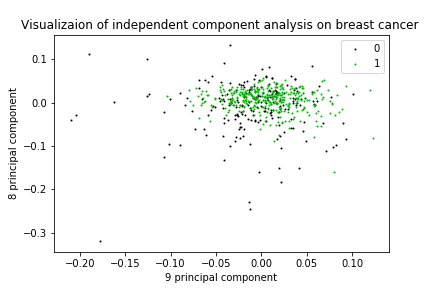 Visualizaion of independent component analysis on breast cancer
0
1
0.1
0.0
−0.1
−0.2
−0.3
8 principal component
−0.20 −0.15 −0.10 −0.05 0.00 0.05 0.10
9 principal component